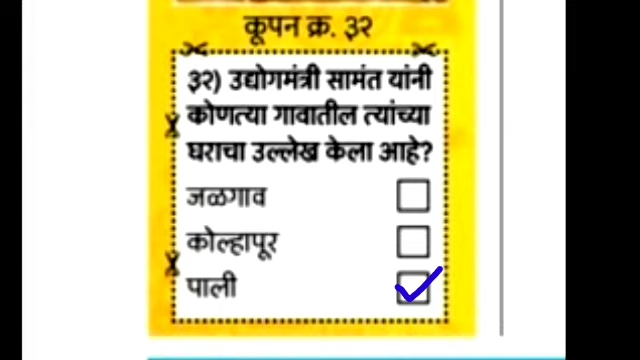 कूपन क्र. ३२
३२) उद्योगमंत्री सामंत यांनी
कोणत्या गावातील त्यांच्या
घराचा उल्लेख केला आहे?
जळगाव
कोल्हापूर
पाली